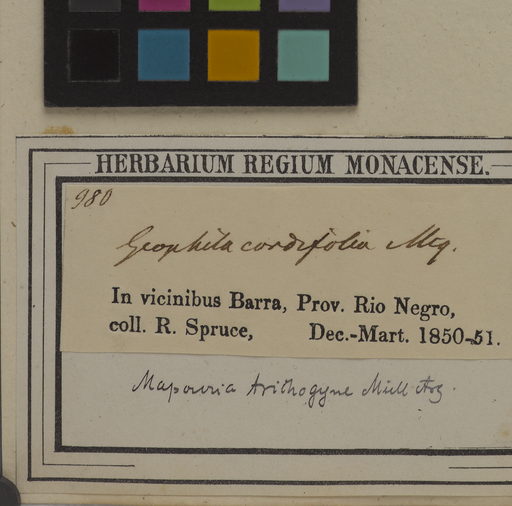 HERBARIUM REGIUM MONACENSE.
980
Geophila cordifolia Miq.
In vicinibus Barra, Prov. Rio Negro,
coll. R. Spruce, Dec.-Mart. 1850-51.
Mapouria trichogyne Müll Arg.